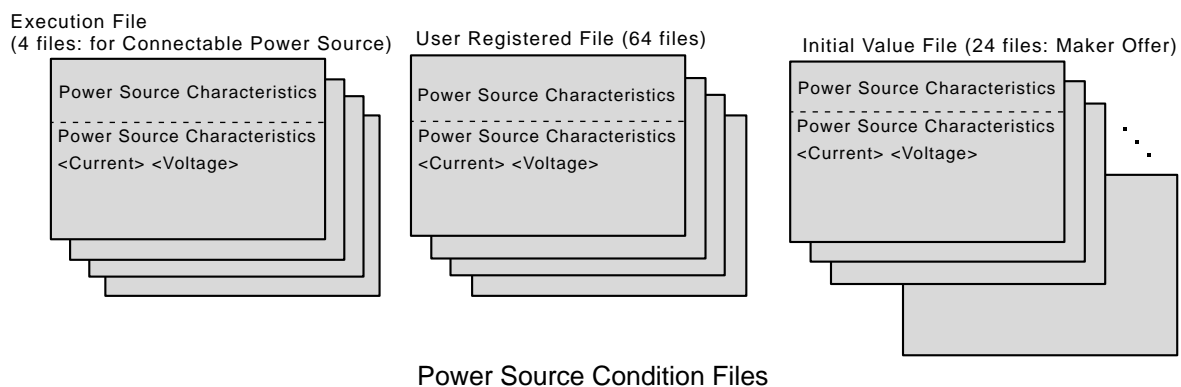 Execution File
(4 files: for Connectable Power Source)
Power Source Characteristics
Power Source Characteristics
<Current> <Voltage>
User Registered File (64 files)
Power Source Characteristics
Power Source Characteristics
<Current> <Voltage>
Initial Value File (24 files: Maker Offer)
Power Source Characteristics
Power Source Characteristics
<Current> <Voltage>
Power Source Condition Files